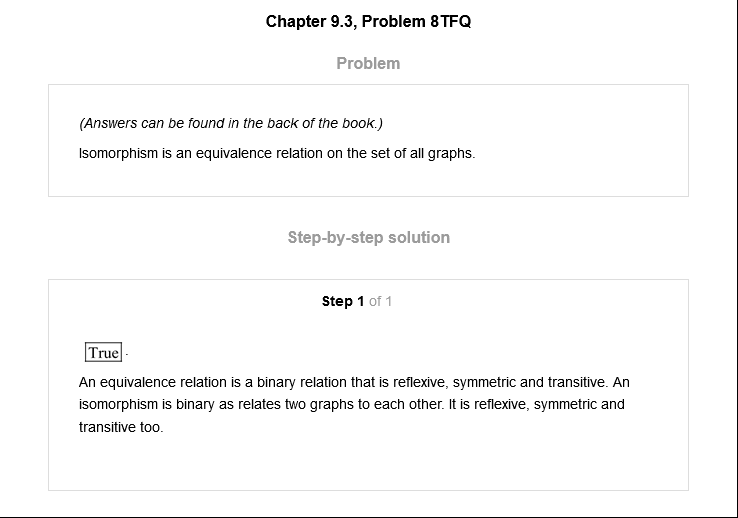 Chapter 9.3, Problem 8TFQ
Problem
(Answers can be found in the back of the book.)
Isomorphism is an equivalence relation on the set of all graphs.
Step-by-step solution
Step 1 of 1
True.
An equivalence relation is a binary relation that is reflexive, symmetric and transitive. An
isomorphism is binary as relates two graphs to each other. It is reflexive, symmetric and
transitive too.